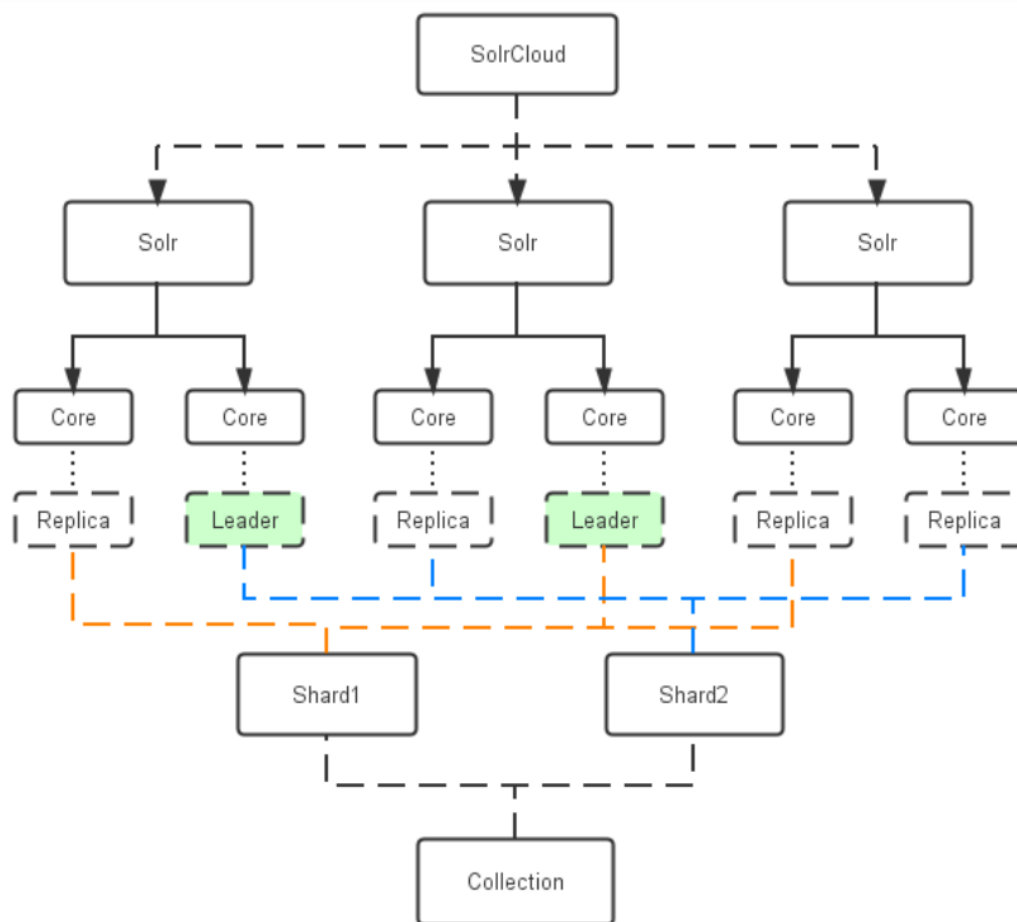 SolrCloud
Solr
Solr
Solr
Core
Core
Core
Core
Core
Core
Replica
Leader
Replica
Leader
Replica
Replica
Shard1
Shard2
Collection